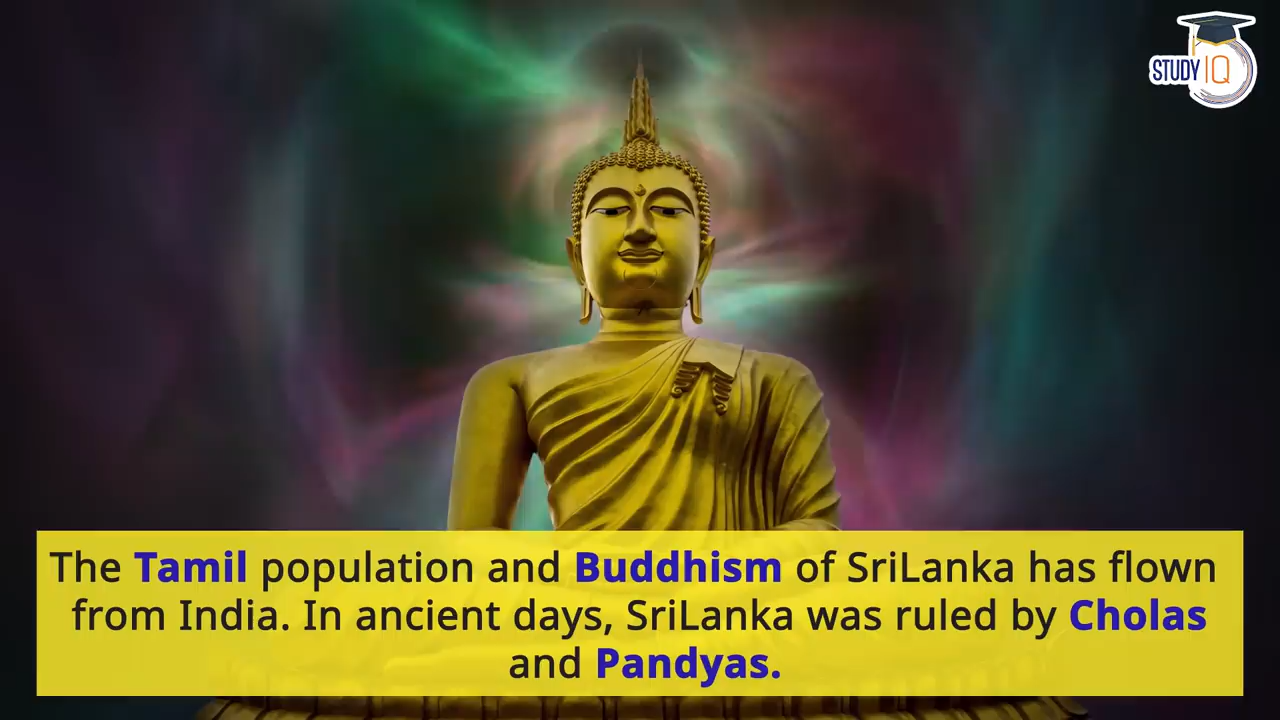 STUDY IQ
The Tamil population and Buddhism of SriLanka has flown
from India. In ancient days, SriLanka was ruled by Cholas
and Pandyas.